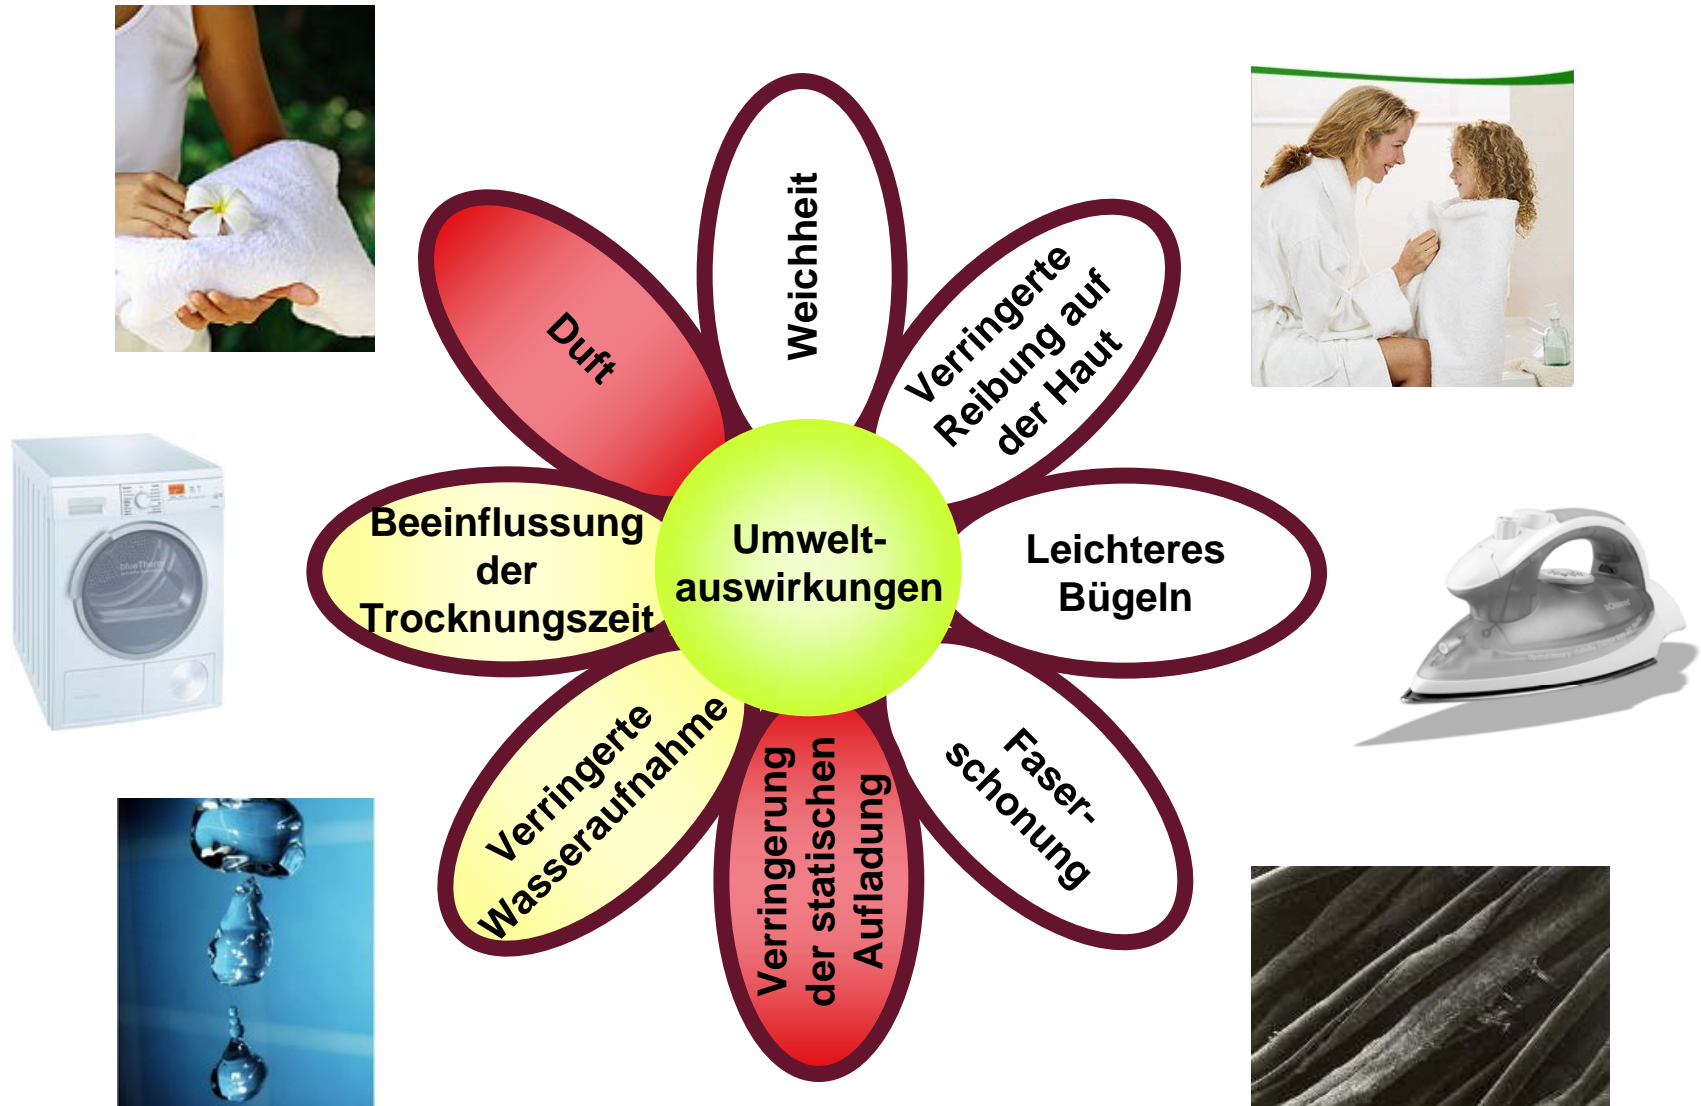 Weichheit
Verringerte
Reibung auf
der Haut
Leichteres
Bügeln
Faser-
schonung
Verringerung
der statischen
Aufladung
Verringerte
Wasseraufnahme
Beeinflussung
der
Trocknungszeit
Duft
Umwelt-
auswirkungen
blueTherm